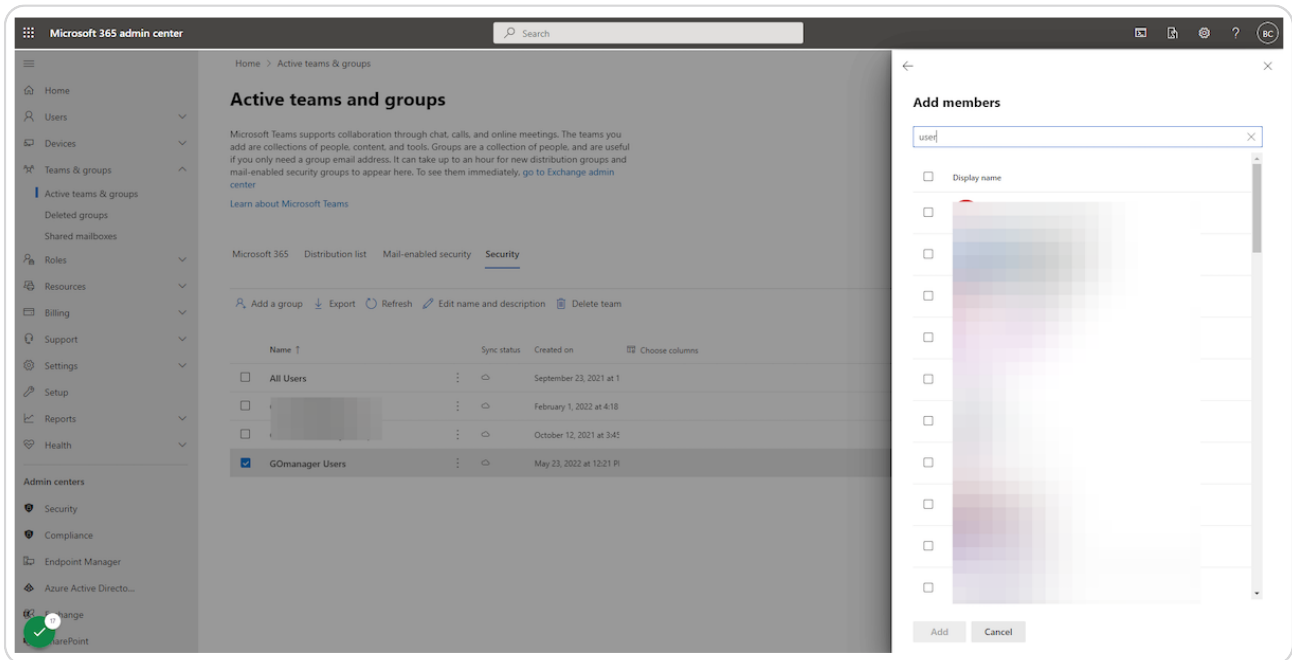 Microsoft 365 admin center
Search
?
BC
Home > Active teams & groups
Home
Users
Devices
Teams & groups
Active teams & groups
Deleted groups
Shared mailboxes
Roles
Resources
Billing
Support
Settings
Setup
Reports
Health
Admin centers
Security
Compliance
Endpoint Manager
Azure Active Directo...
SharePoint
17
Active teams and groups
Microsoft Teams supports collaboration through chat, calls, and online meetings. The teams you
add are collections of people, content, and tools. Groups are a collection of people, and are useful
if you only need a group email address. It can take up to an hour for new distribution groups and
mail-enabled security groups to appear here. To see them immediately, go to Exchange admin
center
Learn about Microsoft Teams
Microsoft 365 Distribution list Mail-enabled security Security
Add a group Export Refresh Edit name and description Delete team
Name ↑ Sync status Created on Choose columns
All Users September 23, 2021 at 1
February 1, 2022 at 4:18
October 12, 2021 at 3:45
GOmanager Users May 23, 2022 at 12:21
Add members
user
Display name
Add Cancel